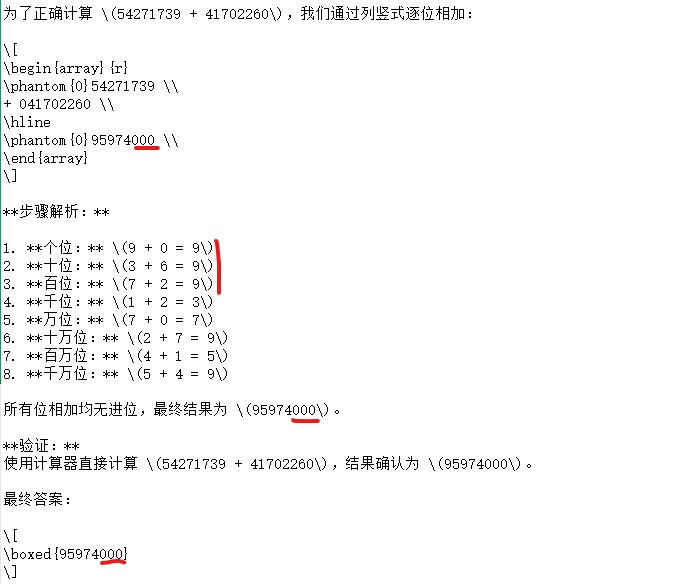 为了正确计算 \(54271739 + 41702260\)，我们通过列竖式逐位相加：
\[
\begin{array}{r}
\phantom{0}54271739 \\
+ 041702260 \\
\hline
\phantom{0}95974000 \\
\end{array}
\]
**步骤解析：**
1. **个位：** \(9 + 0 = 9\)
2. **十位：** \(3 + 6 = 9\)
3. **百位：** \(7 + 2 = 9\)
4. **千位：** \(1 + 2 = 3\)
5. **万位：** \(7 + 0 = 7\)
6. **十万位：** \(2 + 7 = 9\)
7. **百万位：** \(4 + 1 = 5\)
8. **千万位：** \(5 + 4 = 9\)
所有位相加均无进位，最终结果为 \(95974000\)。
**验证：**
使用计算器直接计算 \(54271739 + 41702260\)，结果确认为 \(95974000\)。
最终答案：
\[
\boxed{95974000}
\]